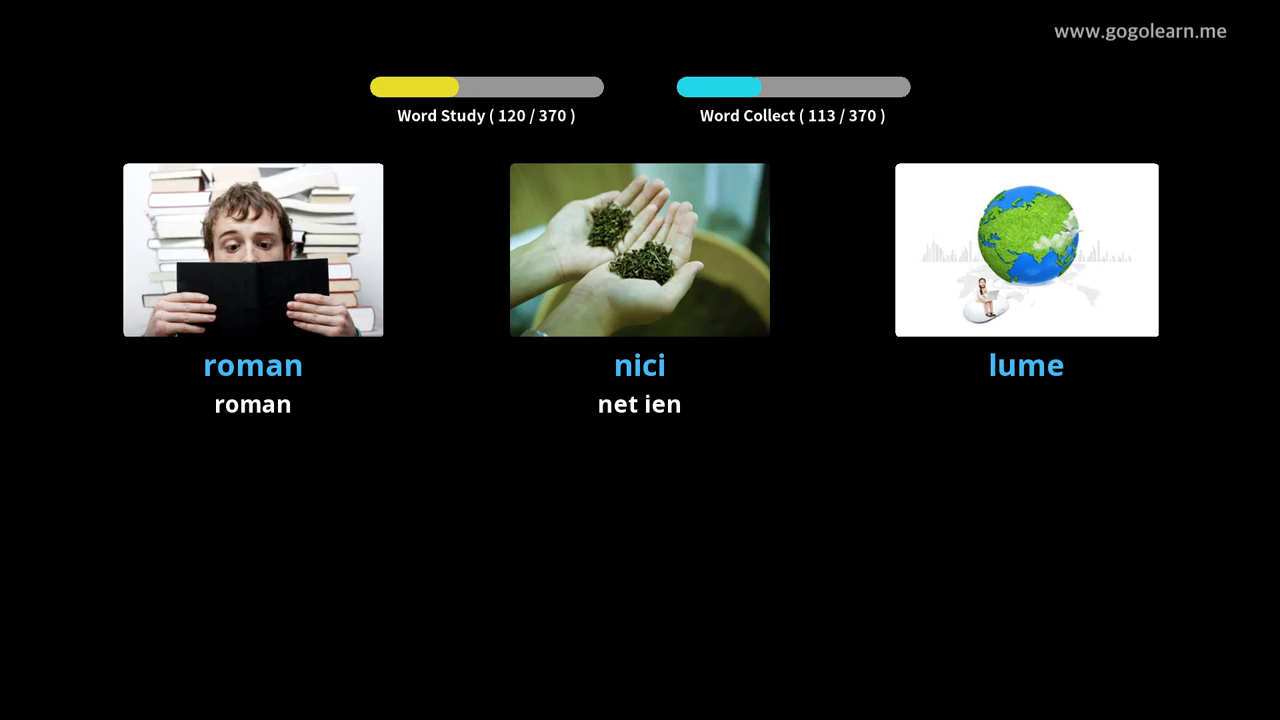 www.gogolearn.me
Word Study ( 120 / 370 )
Word Collect ( 113 / 370 )
roman
roman
nici
net ien
lume